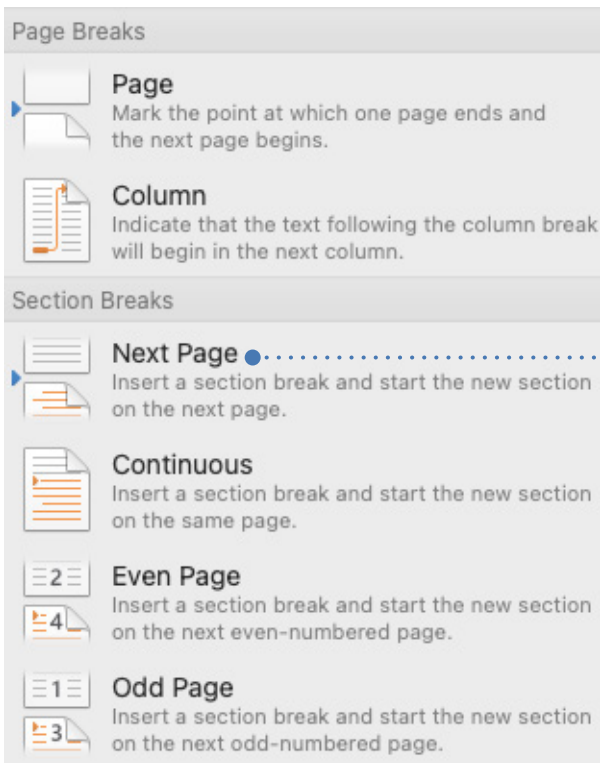 Page Breaks
Page
Mark the point at which one page ends and
the next page begins.
Column
Indicate that the text following the column break
will begin in the next column.
Section Breaks
Next Page
Insert a section break and start the new section
on the next page.
Continuous
Insert a section break and start the new section
on the same page.
2
4
Even Page
Insert a section break and start the new section
on the next even-numbered page.
1
3
Odd Page
Insert a section break and start the new section
on the next odd-numbered page.